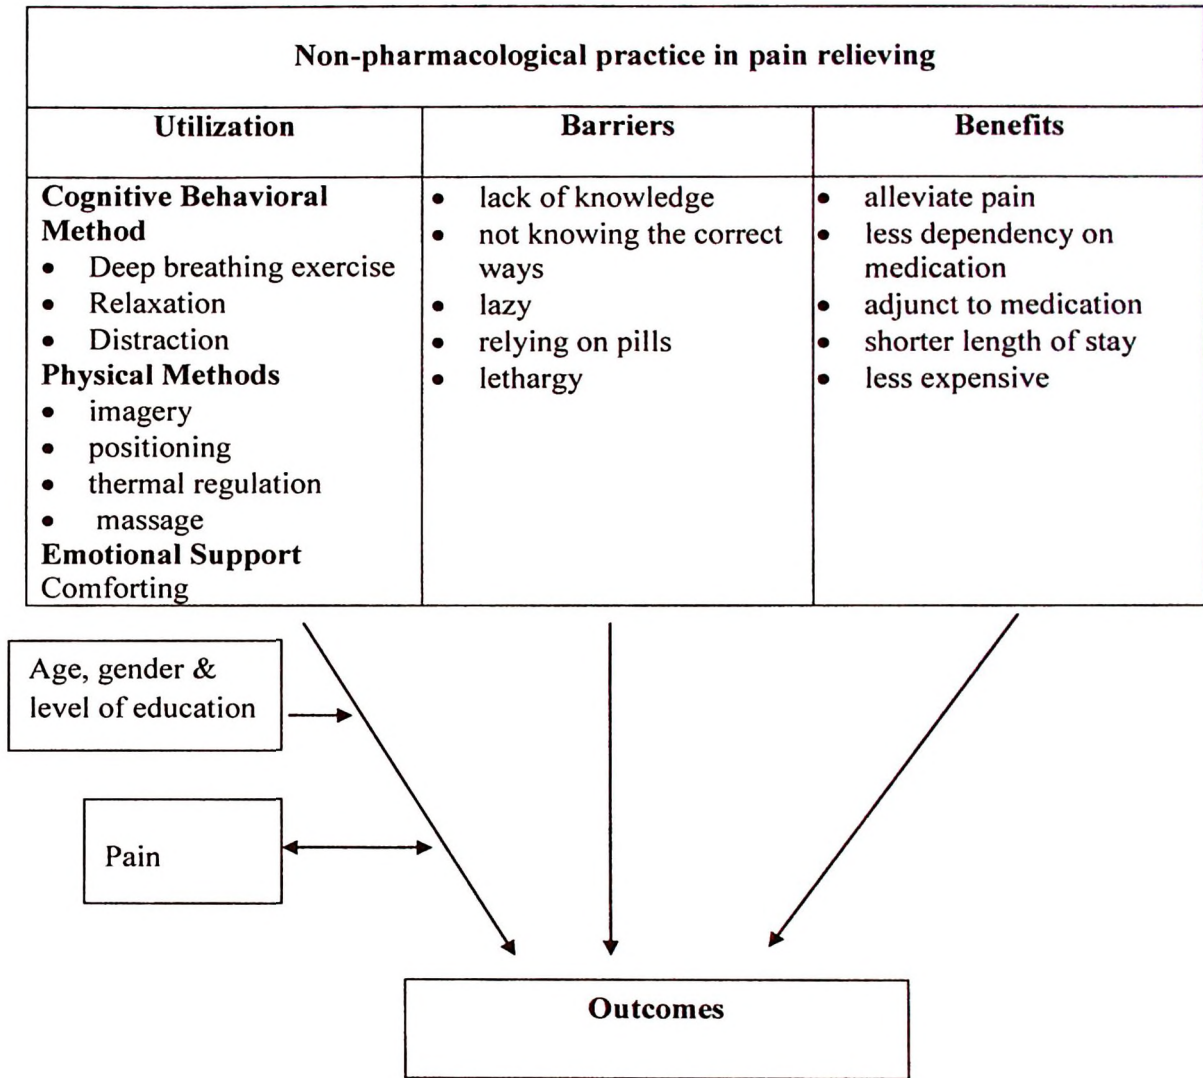 Non-pharmacological practice in pain relieving
Utilization
Barriers
Benefits
Cognitive Behavioral
Method
• Deep breathing exercise
• Relaxation
• Distraction
Physical Methods
• imagery
• positioning
• thermal regulation
• massage
Emotional Support
Comforting
• lack of knowledge
• not knowing the correct
ways
• lazy
• relying on pills
• lethargy
• alleviate pain
• less dependency on
medication
• adjunct to medication
• shorter length of stay
• less expensive
Age, gender &
level of education
Pain
Outcomes